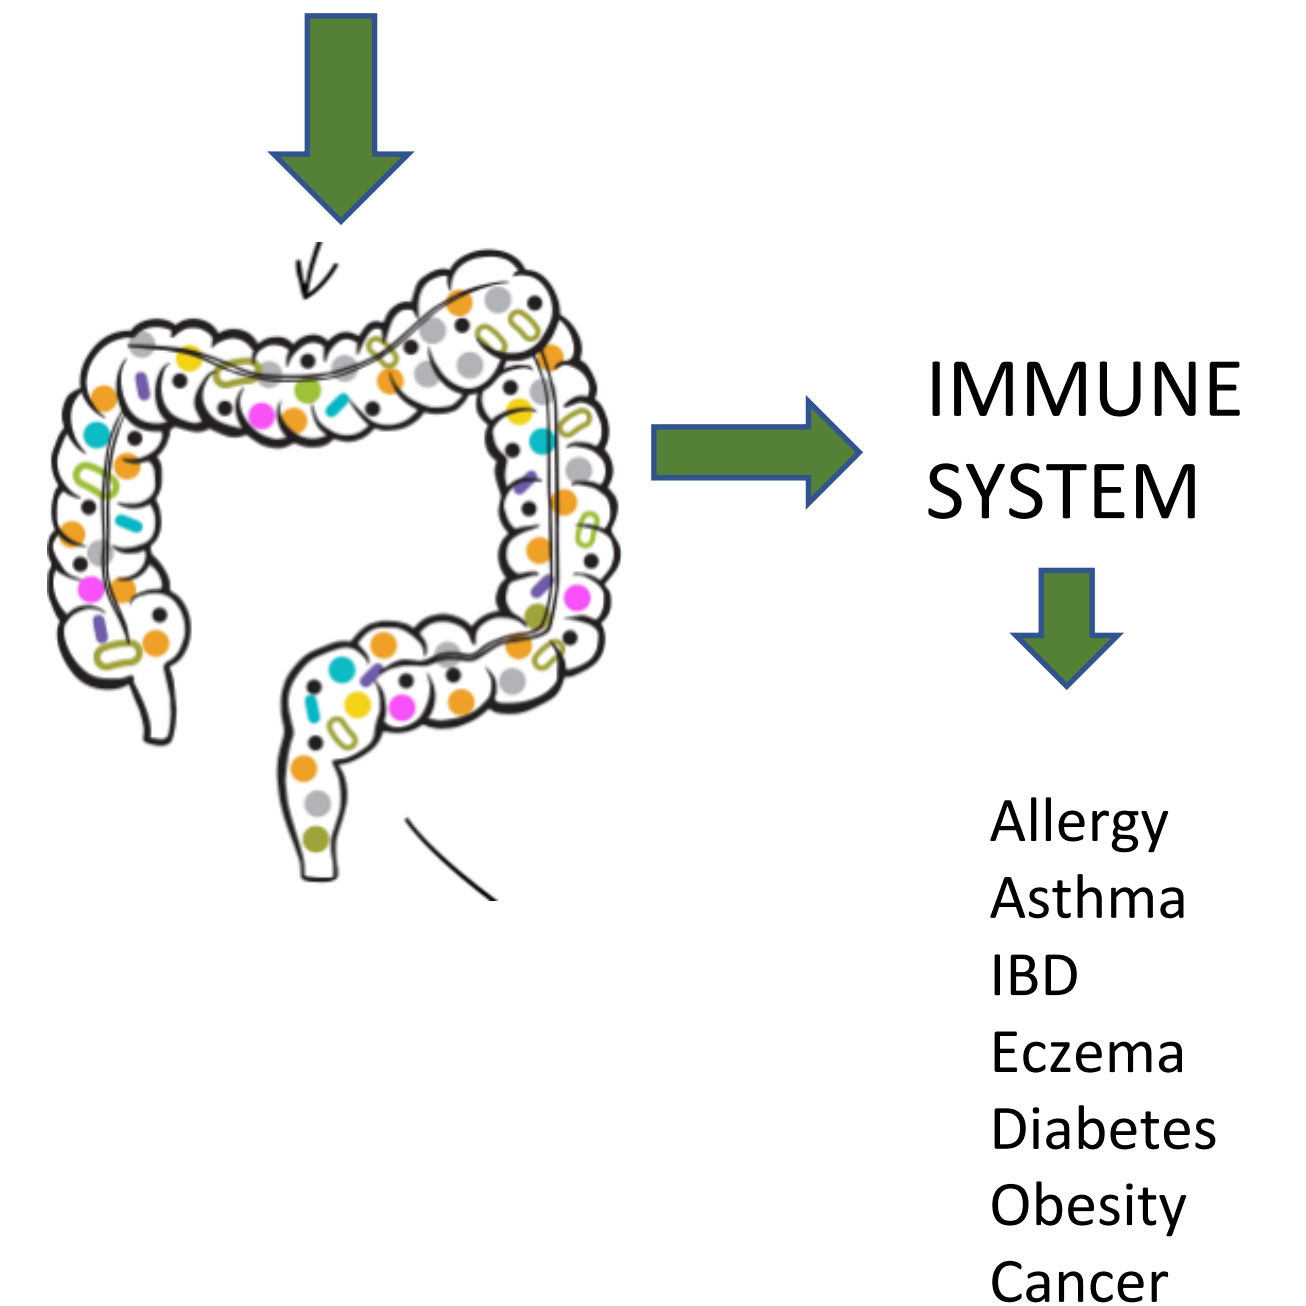 IMMUNE
SYSTEM
Allergy
Asthma
IBD
Eczema
Diabetes
Obesity
Cancer